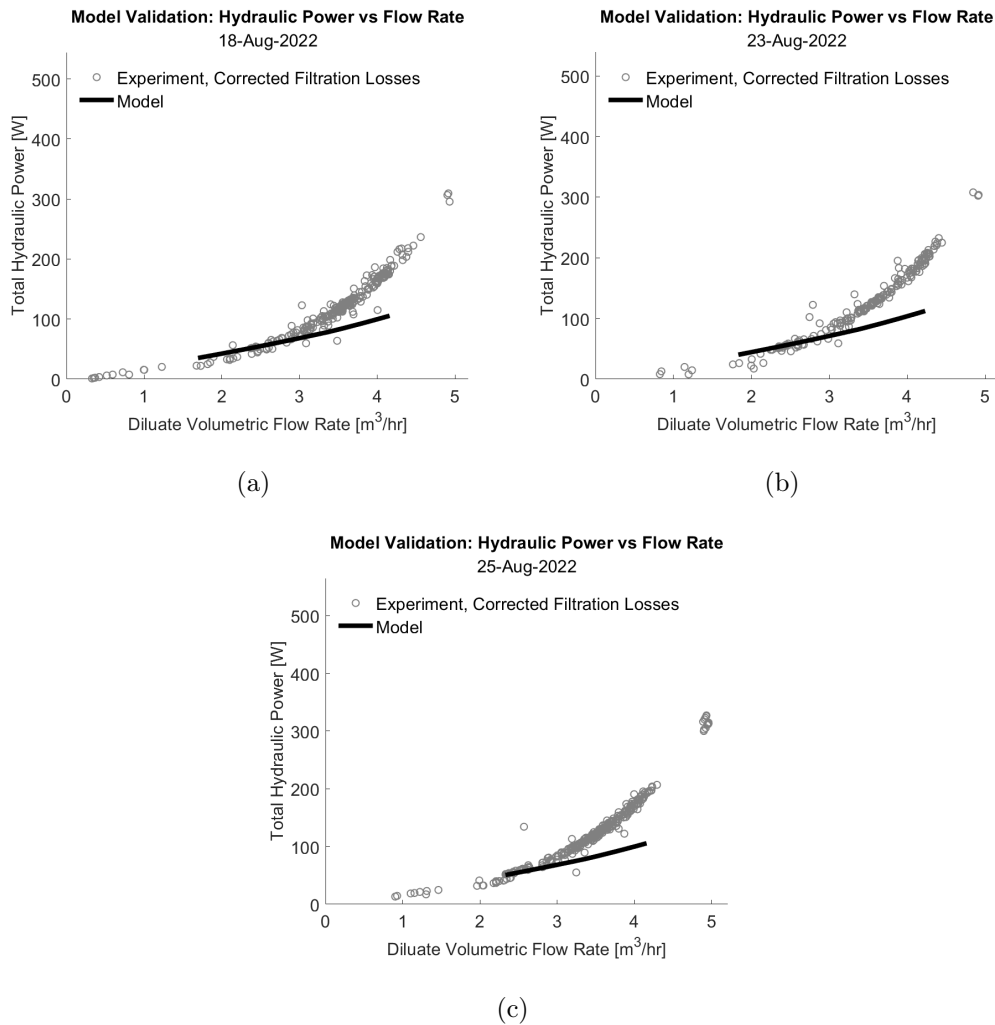 Model Validation: Hydraulic Power vs Flow Rate
18-Aug-2022
Experiment, Corrected Filtration Losses
Model
Total Hydraulic Power [W]
500
400
300
200
100
0
0 1 2 3 4 5
Diluate Volumetric Flow Rate [m³/hr]
(a)
Model Validation: Hydraulic Power vs Flow Rate
23-Aug-2022
Experiment, Corrected Filtration Losses
Model
Total Hydraulic Power [W]
500
400
300
200
100
0
0 1 2 3 4 5
Diluate Volumetric Flow Rate [m³/hr]
(b)
Model Validation: Hydraulic Power vs Flow Rate
25-Aug-2022
Experiment, Corrected Filtration Losses
Model
Total Hydraulic Power [W]
500
400
300
200
100
0
0 1 2 3 4 5
Diluate Volumetric Flow Rate [m³/hr]
(c)